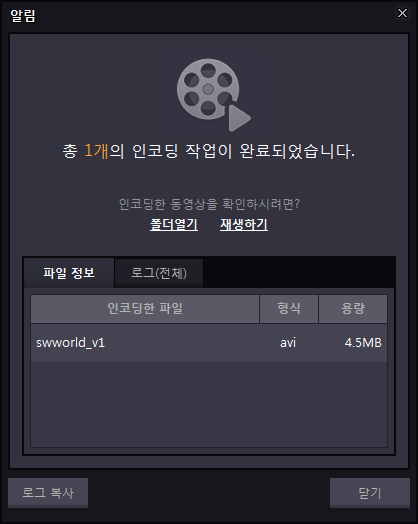 알림
총 1개의 인코딩 작업이 완료되었습니다.
인코딩한 동영상을 확인하시려면?
폴더열기 재생하기
파일 정보 로그(전체)
인코딩한 파일 형식 용량
swworld_v1 avi 4.5MB
로그 복사 닫기